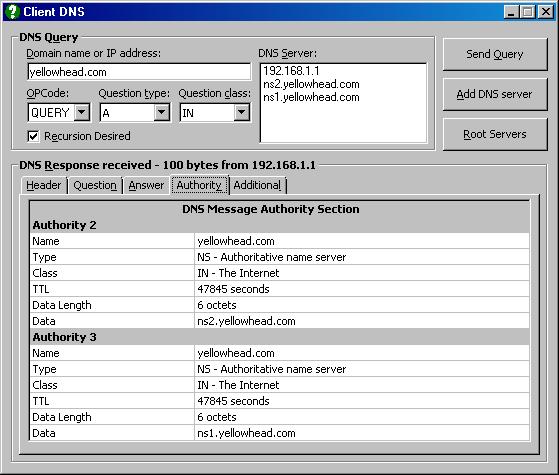 Client DNS
DNS Query
Domain name or IP address:
yellowhead.com
OPCode: Question type: Question class:
QUERY A IN
Recursion Desired
DNS Server:
192.168.1.1
ns2.yellowhead.com
ns1.yellowhead.com
Send Query
Add DNS server
Root Servers
DNS Response received - 100 bytes from 192.168.1.1
Header Question Answer Authority Additional
DNS Message Authority Section
Authority 2
Name yellowhead.com
Type NS - Authoritative name server
Class IN - The Internet
TTL 47845 seconds
Data Length 6 octets
Data ns2.yellowhead.com
Authority 3
Name yellowhead.com
Type NS - Authoritative name server
Class IN - The Internet
TTL 47845 seconds
Data Length 6 octets
Data ns1.yellowhead.com